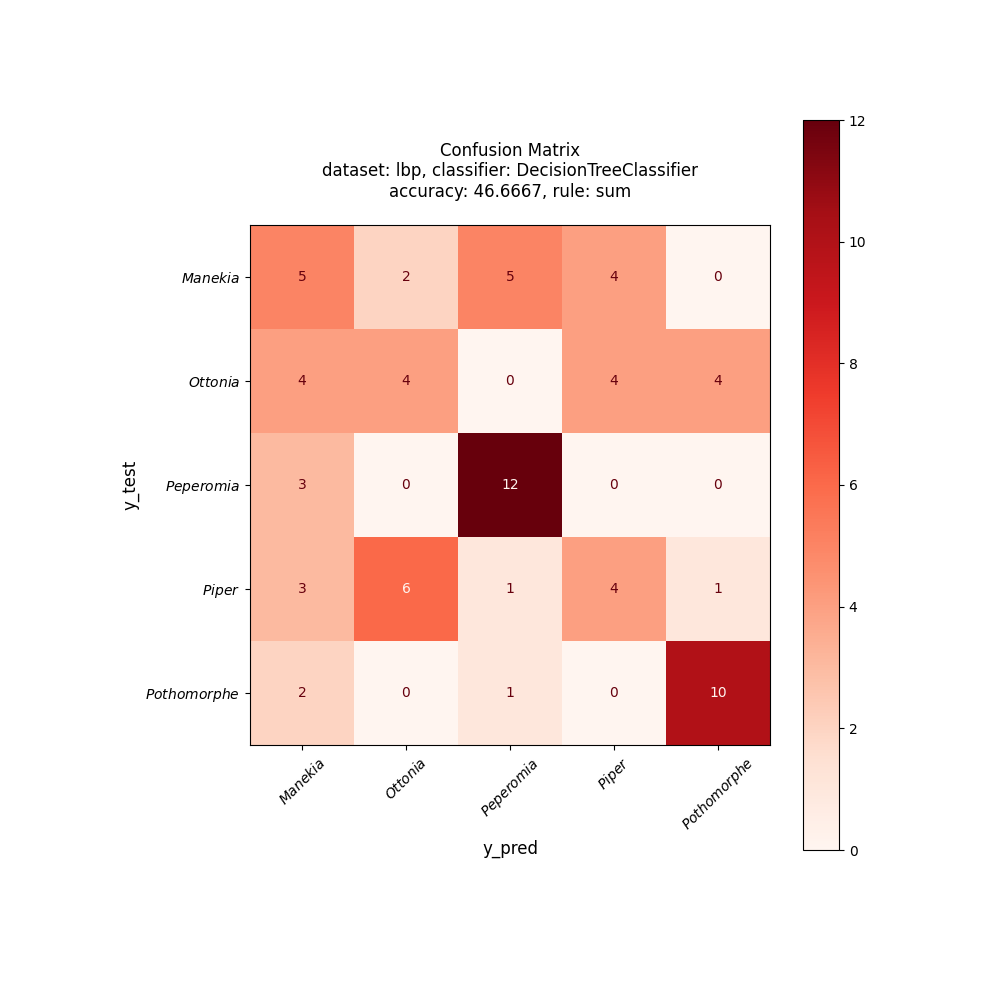 Confusion Matrix
dataset: lbp, classifier: DecisionTreeClassifier
accuracy: 46.6667, rule: sum
Manekia 5 2 5 4 0
Ottonia 4 4 0 4 4
Peperomia 3 0 12 0 0
Piper 3 6 1 4 1
Pothomorphe 2 0 1 0 10
y_test
Manekia Ottonia Peperomia Piper Pothomorphe
y_pred
12
10
8
6
4
2
0